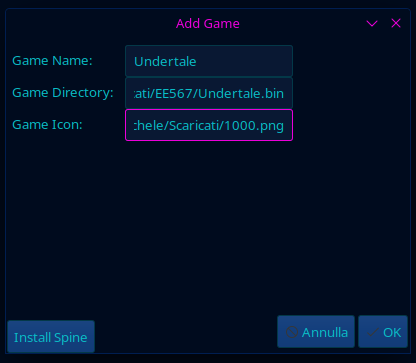 Add Game
Game Name: Undertale
Game Directory: ati/EE567/Undertale.bin
Game Icon: hele/Scaricati/1000.png
Install Spine Annulla OK